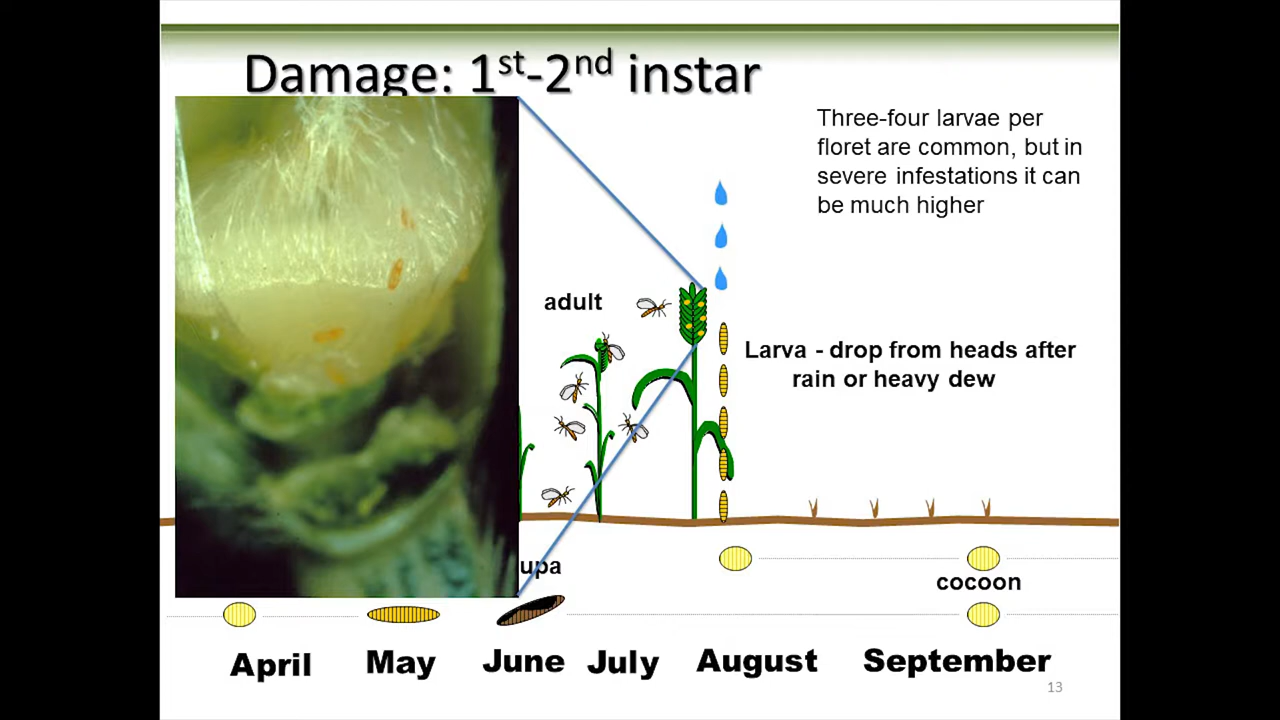 Damage: 1st-2nd instar
Three-four larvae per
floret are common, but in
severe infestations it can
be much higher
adult
Larva - drop from heads after
rain or heavy dew
upa
cocoon
April May June July August September
13